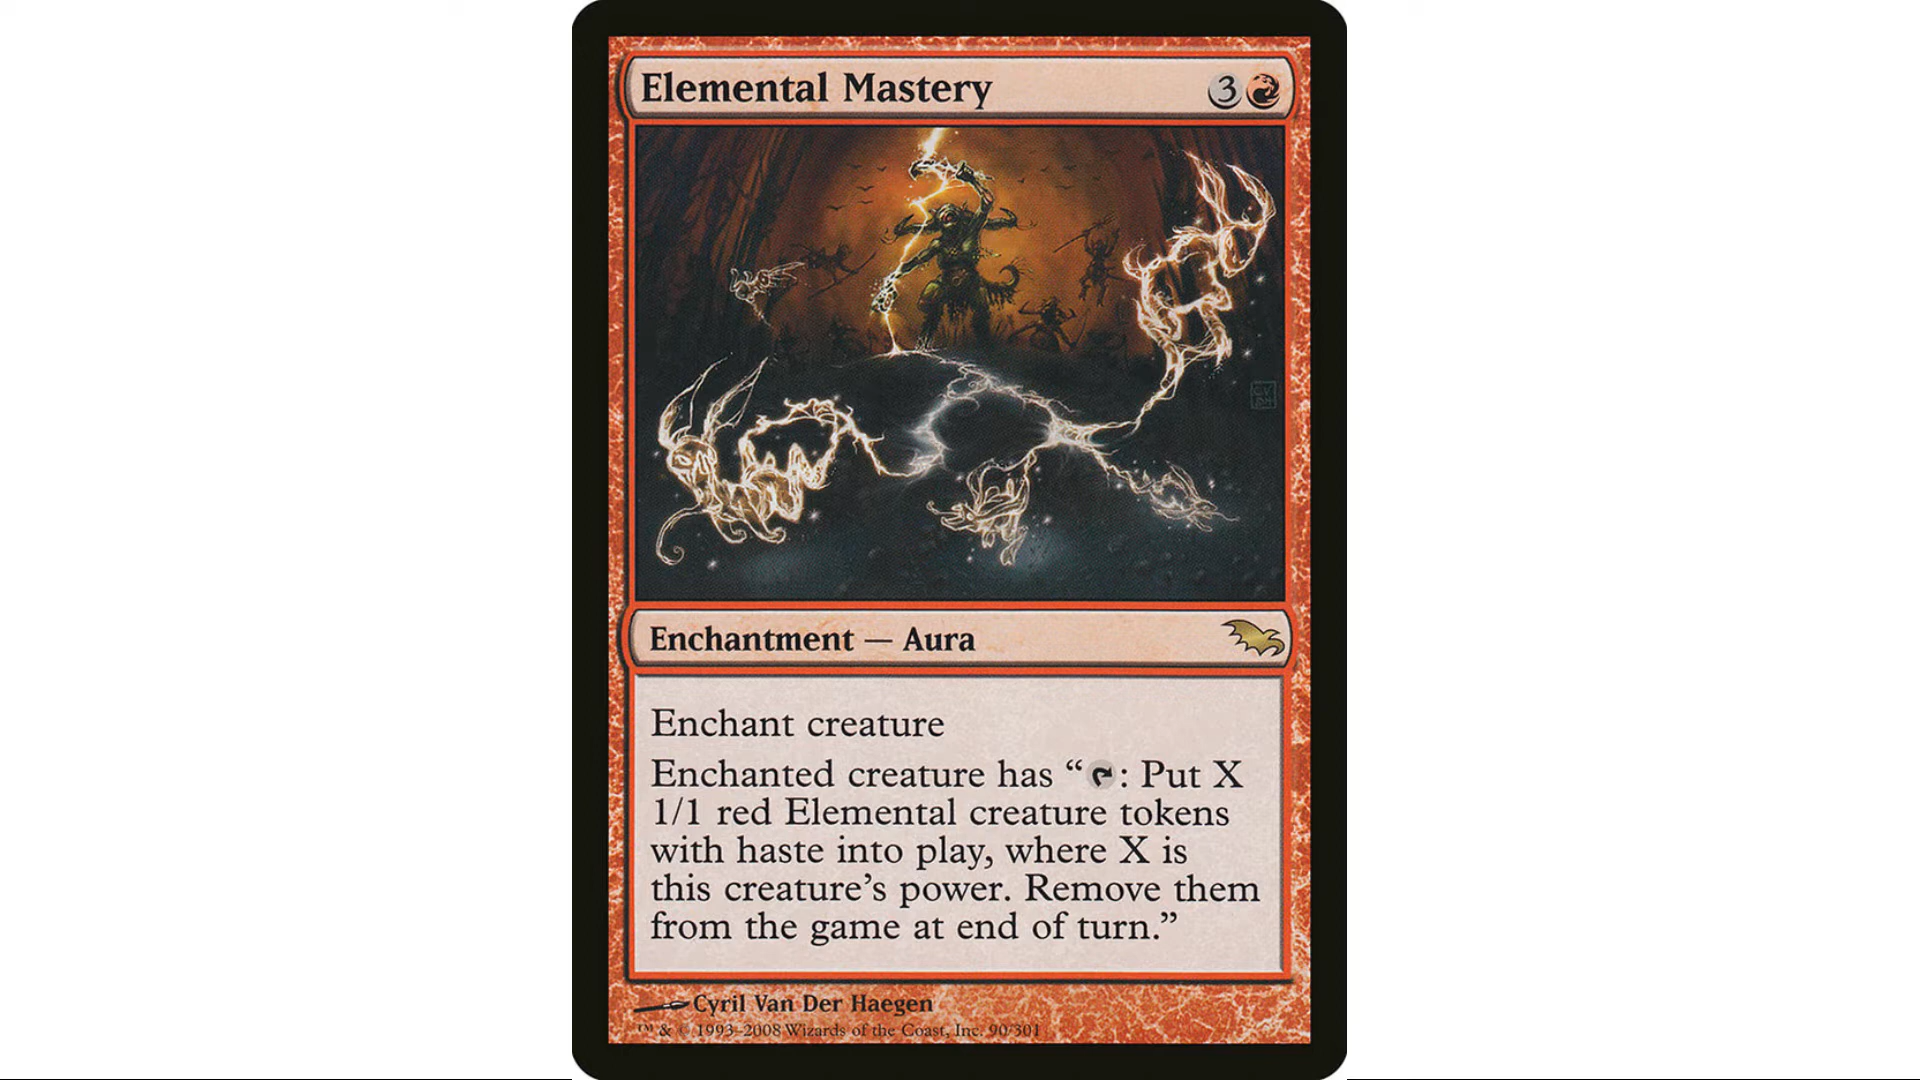 Elemental Mastery 3
Enchantment — Aura
Enchant creature
Enchanted creature has “ : Put X
1/1 red Elemental creature tokens
with haste into play, where X is
this creature’s power. Remove them
from the game at end of turn.”
Cyril Van Der Haegen
™ & © 1993–2008 Wizards of the Coast, Inc. 90/301